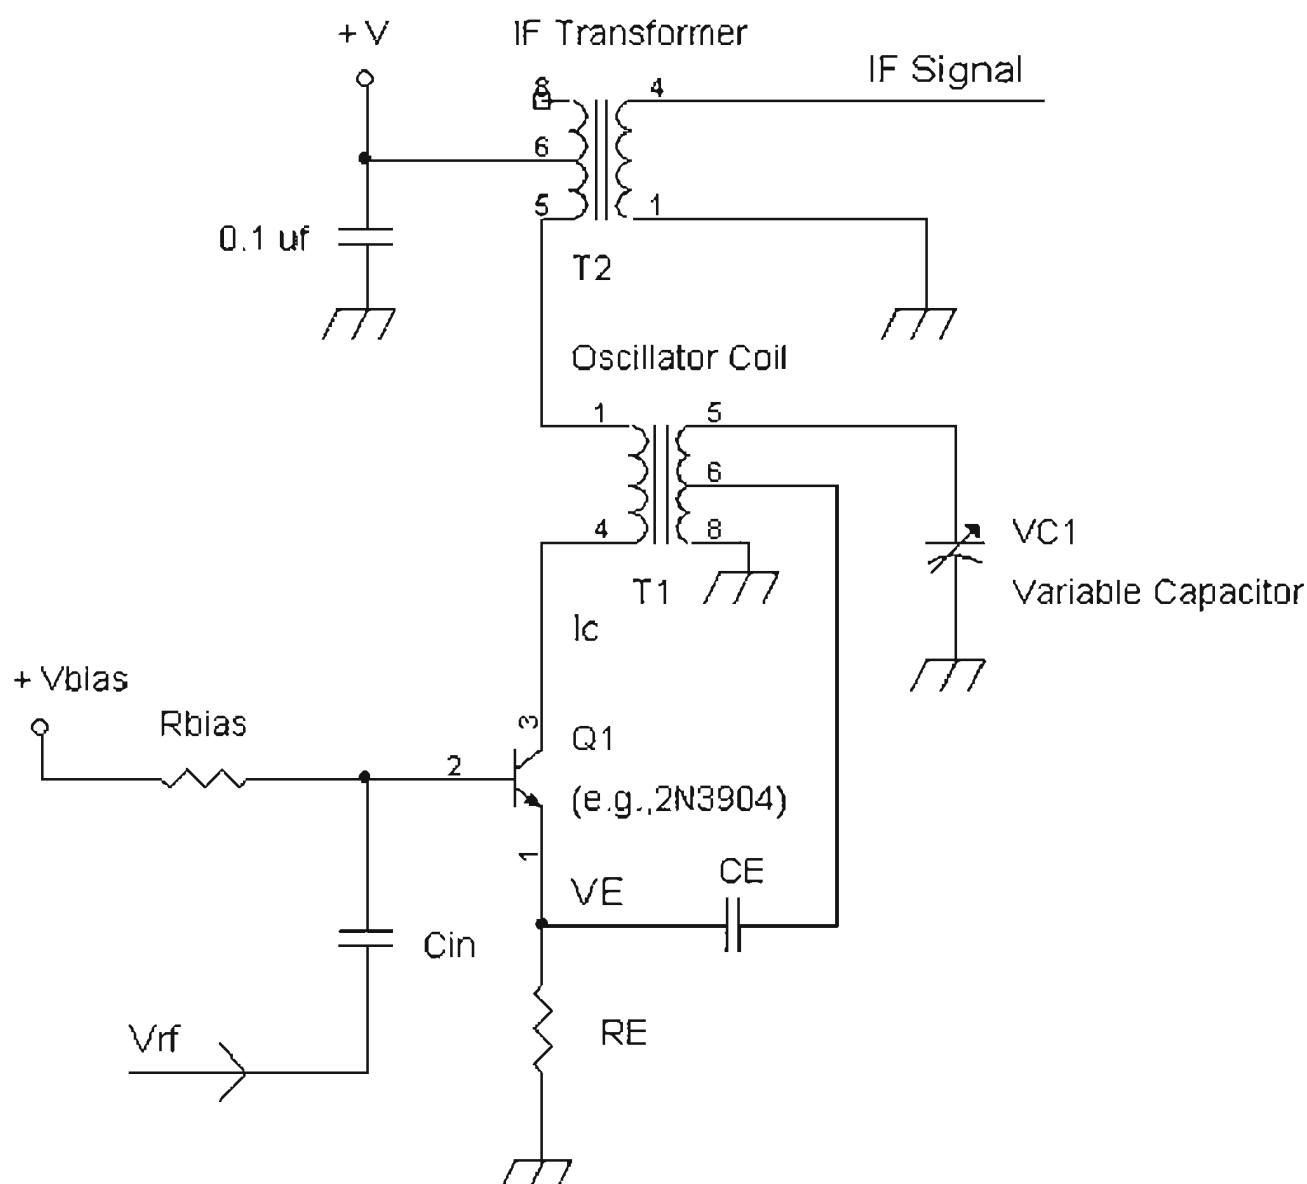 + V
IF Transformer
IF Signal
8
4
6
5
1
0.1 uf
T2
Oscillator Coil
1
5
6
4
8
VC1
T1
Variable Capacitor
Ic
+ Vbias
Rbias
3
Q1
2
(e.g.,2N3904)
1
CE
VE
Cin
Vrf
RE